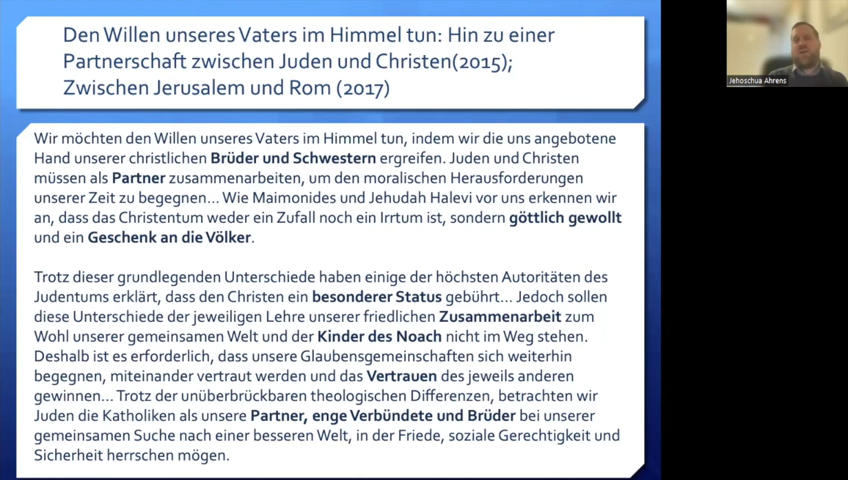 Den Willen unseres Vaters im Himmel tun: Hin zu einer
Partnerschaft zwischen Juden und Christen(2015);
Zwischen Jerusalem und Rom (2017)
Wir möchten den Willen unseres Vaters im Himmel tun, indem wir die uns angebotene
Hand unserer christlichen Brüder und Schwestern ergreifen. Juden und Christen
müssen als Partner zusammenarbeiten, um den moralischen Herausforderungen
unserer Zeit zu begegnen... Wie Maimonides und Jehudah Halevi vor uns erkennen wir
an, dass das Christentum weder ein Zufall noch ein Irrtum ist, sondern göttlich gewollt
und ein Geschenk an die Völker.
Trotz dieser grundlegenden Unterschiede haben einige der höchsten Autoritäten des
Judentums erklärt, dass den Christen ein besonderer Status gebührt... Jedoch sollen
diese Unterschiede der jeweiligen Lehre unserer friedlichen Zusammenarbeit zum
Wohl unserer gemeinsamen Welt und der Kinder des Noach nicht im Weg stehen.
Deshalb ist es erforderlich, dass unsere Glaubensgemeinschaften sich weiterhin
begegnen, miteinander vertraut werden und das Vertrauen des jeweils anderen
gewinnen... Trotz der unüberbrückbaren theologischen Differenzen, betrachten wir
Juden die Katholiken als unsere Partner, enge Verbündete und Brüder bei unserer
gemeinsamen Suche nach einer besseren Welt, in der Friede, soziale Gerechtigkeit und
Sicherheit herrschen mögen.
Jehoschua Ahrens